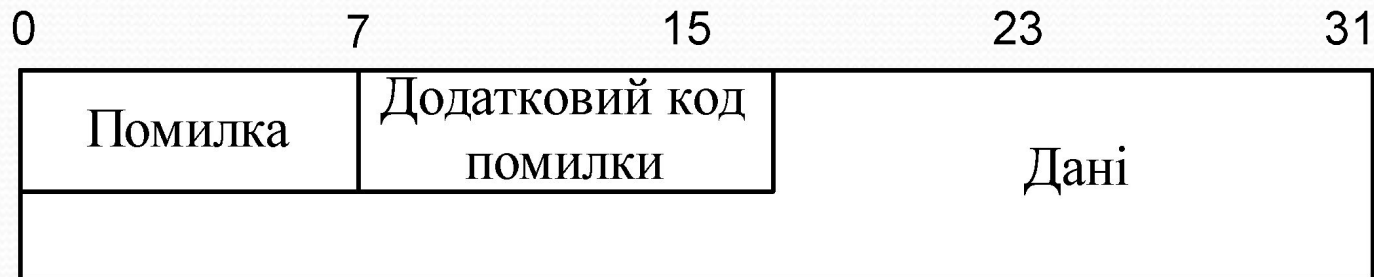 0 7 15 23 31
Помилка
Додатковий код
помилки
Дані